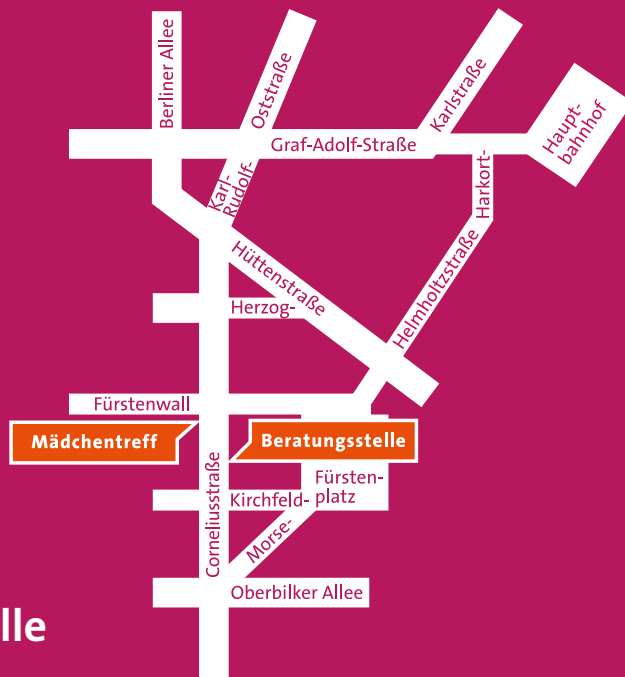 Berliner Allee
Oststraße
Karlstraße
Haupt-
bahnhof
Graf-Adolf-Straße
Karl-
Rudolf-
Harkort-
Hüttenstraße
Helmholtzstraße
Herzog-
Fürstenwall
Mädchentreff
Beratungsstelle
Corneliusstraße
Fürsten-
platz
Kirchfeld-
Morse-
Oberbilker Allee
lle